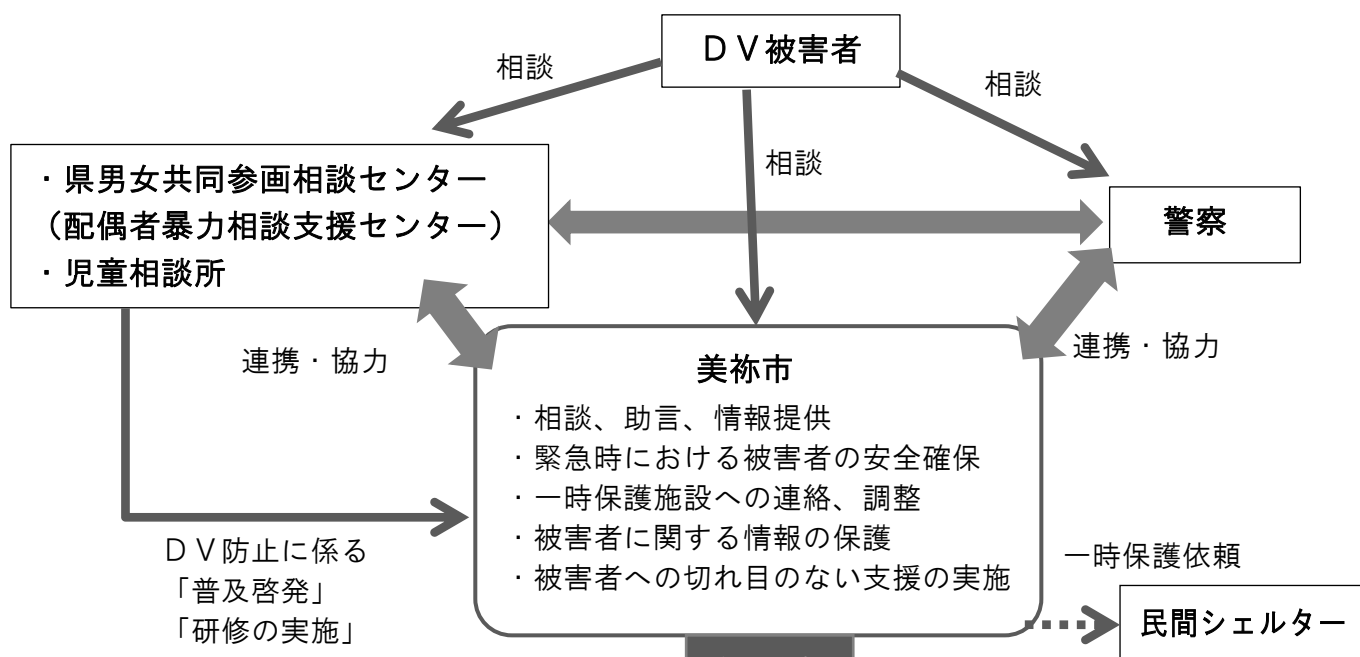 ＤＶ被害者
相談
相談
相談
・県男女共同参画相談センター
（配偶者暴力相談支援センター）
・児童相談所
警察
連携・協力
連携・協力
美祢市
・相談、助言、情報提供
・緊急時における被害者の安全確保
・一時保護施設への連絡、調整
・被害者に関する情報の保護
・被害者への切れ目のない支援の実施
ＤＶ防止に係る
「普及啓発」
「研修の実施」
一時保護依頼
民間シェルター